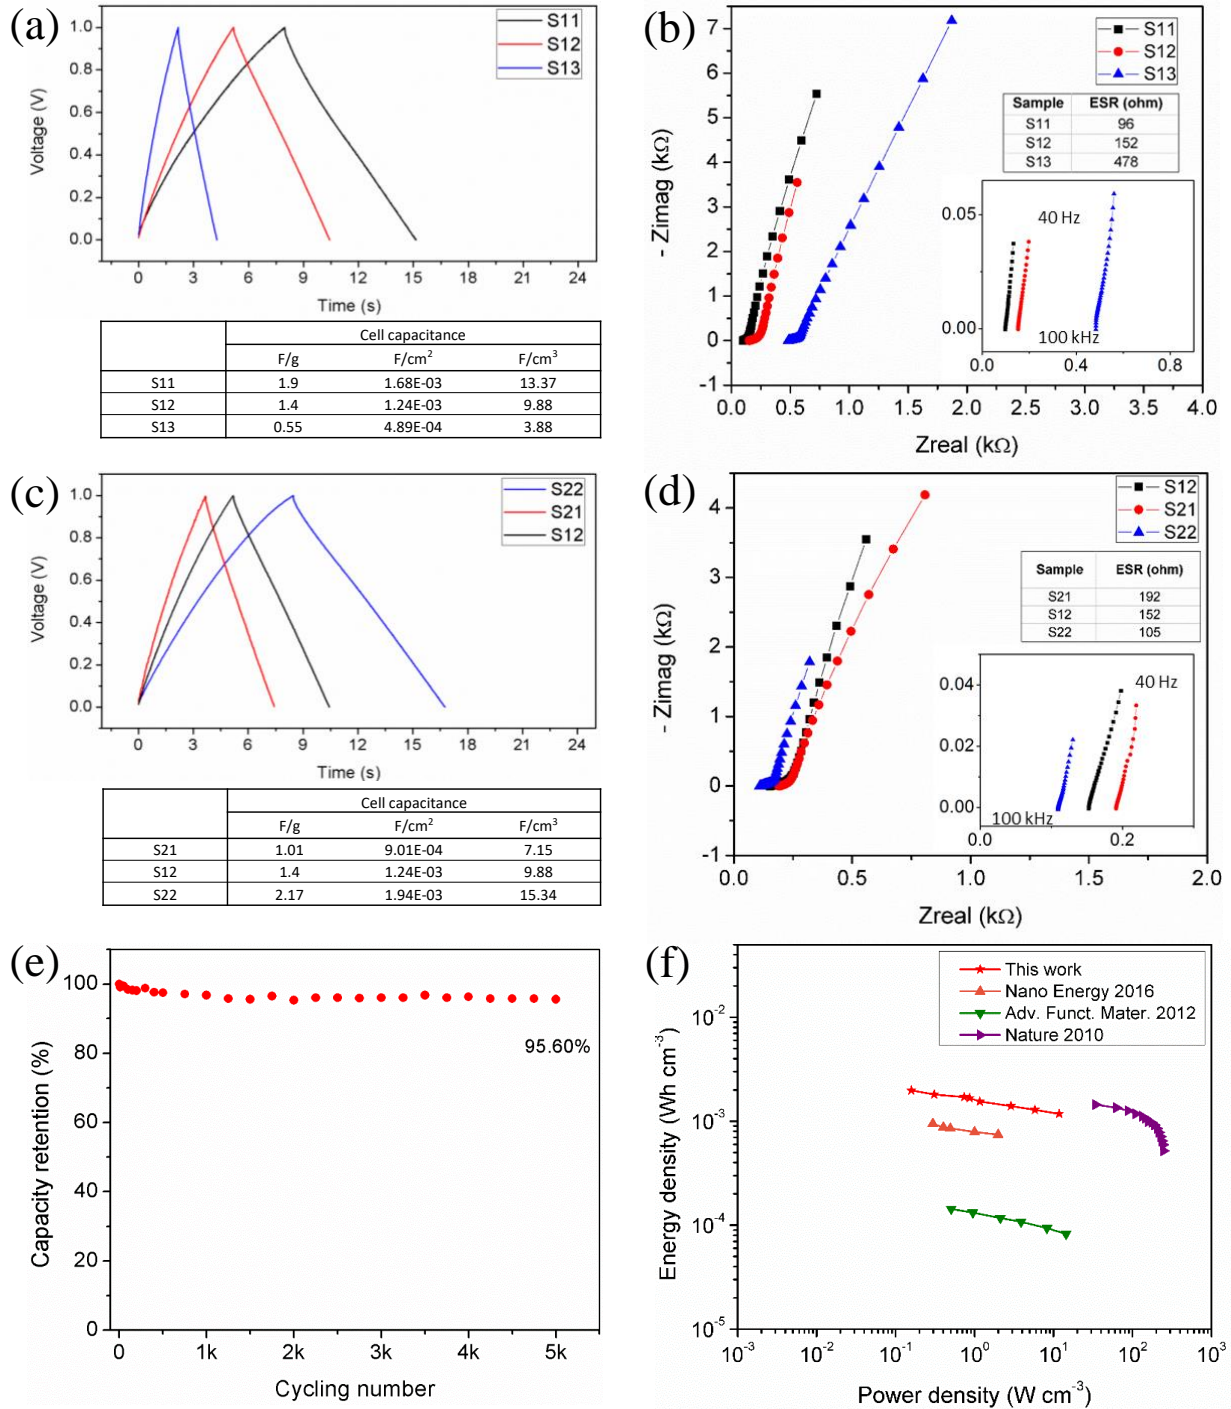 (a)
S11
S12
S13
1.0
0.8
0.6
0.4
0.2
0.0
Voltage (V)
0 3 6 9 12 15 18 21 24
Time (s)
Cell capacitance
F/g F/cm2 F/cm3
S11 1.9 1.68E-03 13.37
S12 1.4 1.24E-03 9.88
S13 0.55 4.89E-04 3.88
(b)
S11
S12
S13
7
6
5
4
3
2
1
0
-1
- Zimag (kΩ)
Sample ESR (ohm)
S11 96
S12 152
S13 478
0.05
0.00
40 Hz
100 kHz
0.0 0.4 0.8
0.0 0.5 1.0 1.5 2.0 2.5 3.0 3.5 4.0
Zreal (kΩ)
(c)
S22
S21
S12
1.0
0.8
0.6
0.4
0.2
0.0
Voltage (V)
0 3 6 9 12 15 18 21 24
Time (s)
Cell capacitance
F/g F/cm2 F/cm3
S21 1.01 9.01E-04 7.15
S12 1.4 1.24E-03 9.88
S22 2.17 1.94E-03 15.34
(d)
S12
S21
S22
4
3
2
1
0
-1
- Zimag (kΩ)
Sample ESR (ohm)
S21 192
S12 152
S22 105
0.04
0.02
0.00
40 Hz
100 kHz
0.0 0.2
0.0 0.5 1.0 1.5 2.0
Zreal (kΩ)
(e)
100
80
60
40
20
0
Capacity retention (%)
95.60%
0 1k 2k 3k 4k 5k
Cycling number
(f)
This work
Nano Energy 2016
Adv. Funct. Mater. 2012
Nature 2010
10-2
10-3
10-4
10-5
Energy density (Wh cm-3)
10-3 10-2 10-1 100 101 102 103
Power density (W cm-3)